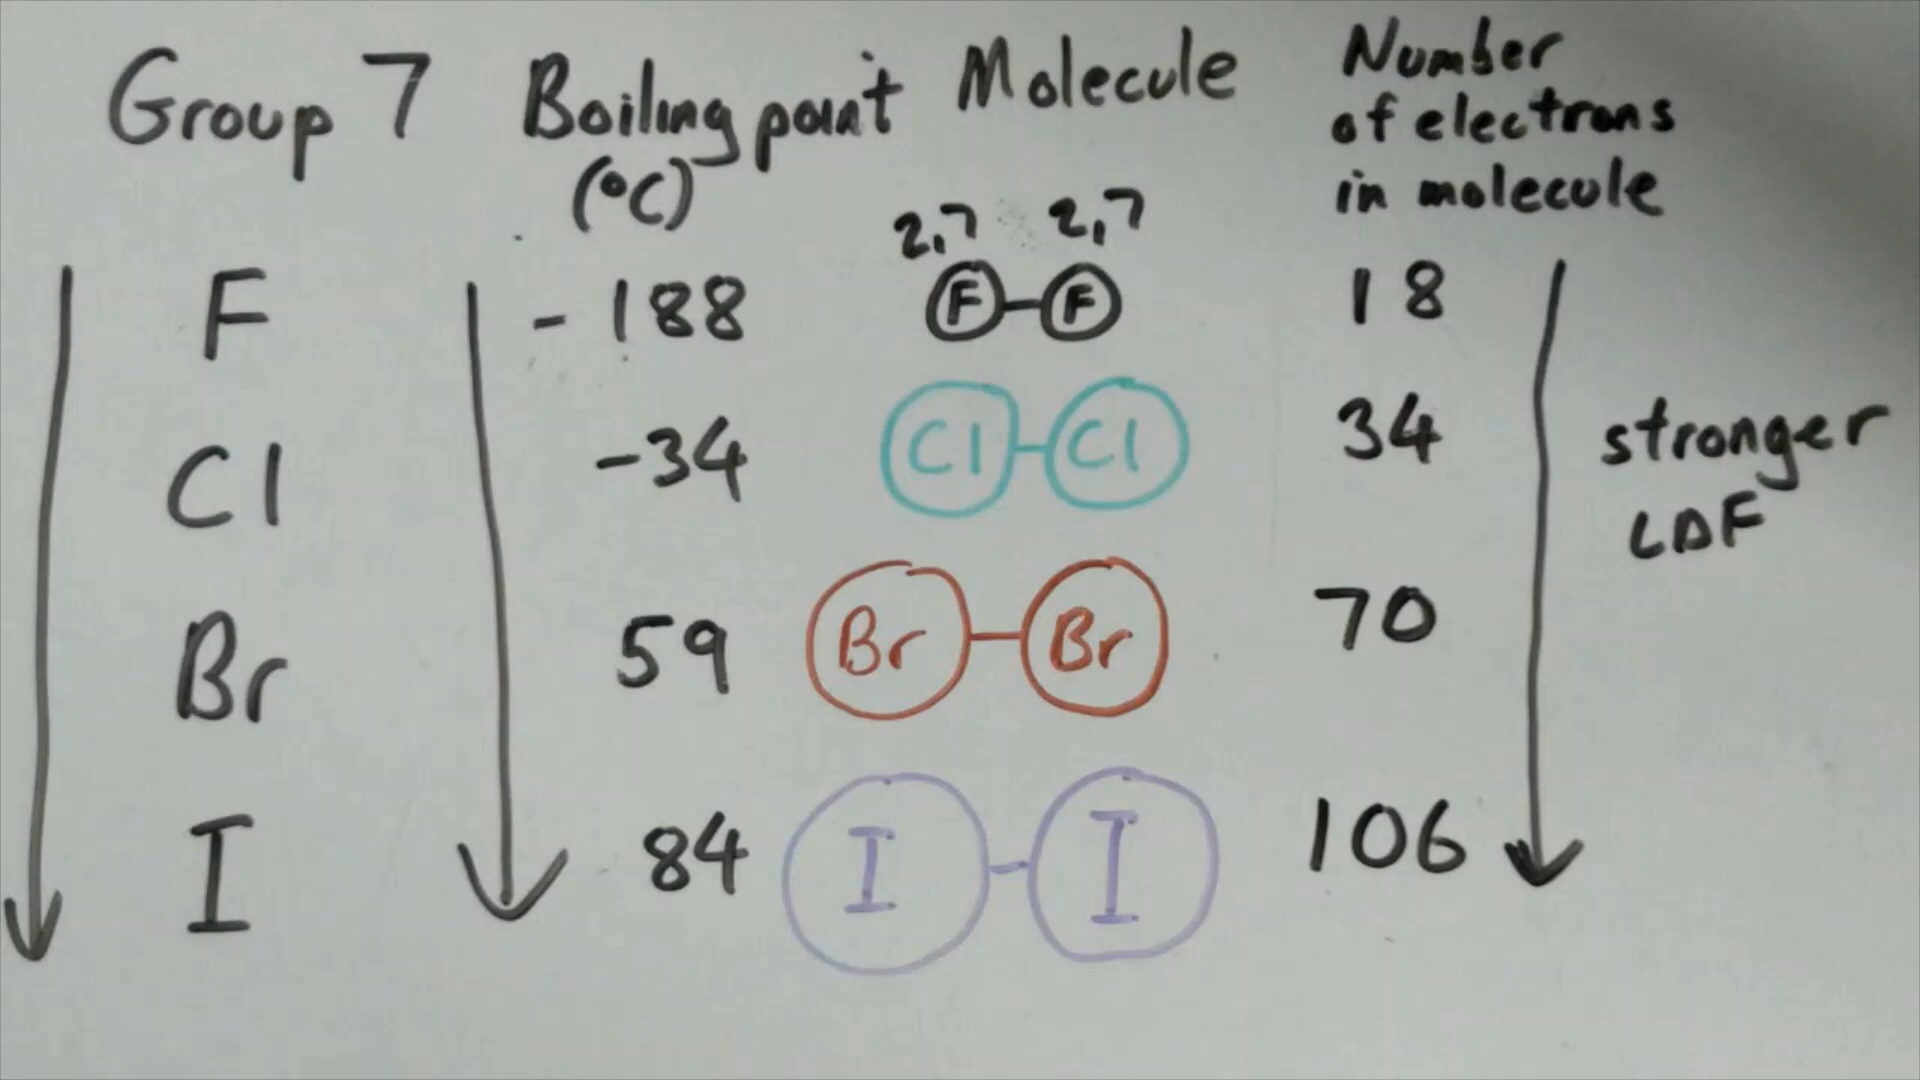 Group 7 Boiling point Molecule Number
of electrons
(°C) in molecule
2,7 2,7
F - 188 F-F 18
Cl -34 Cl-Cl 34 stronger
LDF
Br 59 Br-Br 70
I 84 I-I 106